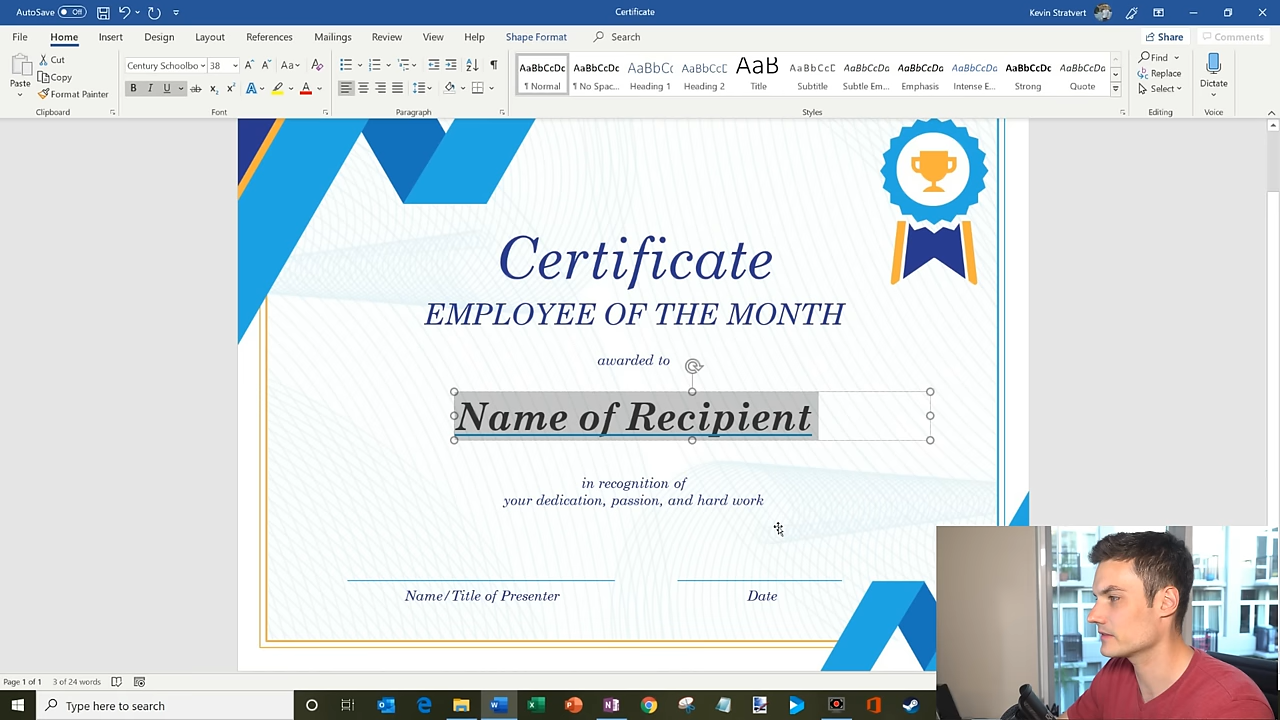 AutoSave Off
Certificate
Kevin Stratvert
File Home Insert Design Layout References Mailings Review View Help Shape Format Search
Share Comments
Paste
Cut
Copy
Format Painter
Clipboard
Century Schoolbo 38
Font
Paragraph
AaBbCcDc AaBbCcDc AaBbCc AaBbCcD AaB AaBbCcD AaBbCcDa AaBbCcDa AaBbCcDa AaBbCcDc AaBbCcDa
¶ Normal ¶ No Spac... Heading 1 Heading 2 Title Subtitle Subtle Em... Emphasis Intense E... Strong Quote
Styles
Find
Replace
Select
Editing
Dictate
Voice
Certificate
EMPLOYEE OF THE MONTH
awarded to
Name of Recipient
in recognition of
your dedication, passion, and hard work
Name/Title of Presenter
Date
Page 1 of 1 3 of 24 words
Type here to search